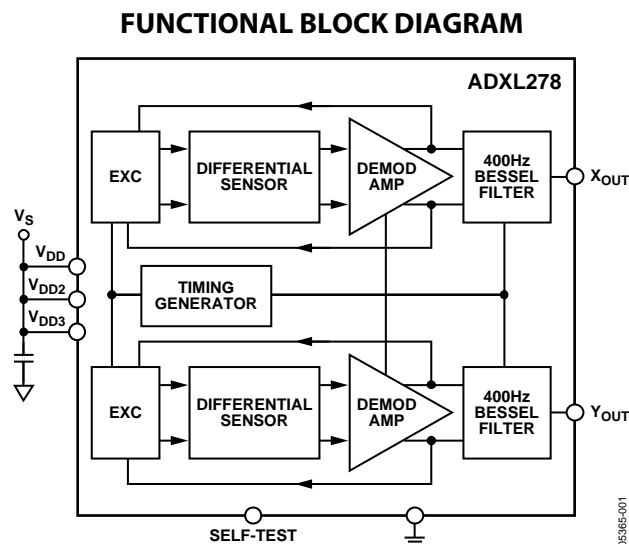 FUNCTIONAL BLOCK DIAGRAM
ADXL278
EXC
DIFFERENTIAL
SENSOR
DEMOD
AMP
400Hz
BESSEL
FILTER
XOUT
VS
VDD
VDD2
VDD3
TIMING
GENERATOR
EXC
DIFFERENTIAL
SENSOR
DEMOD
AMP
400Hz
BESSEL
FILTER
YOUT
SELF-TEST
05365-001